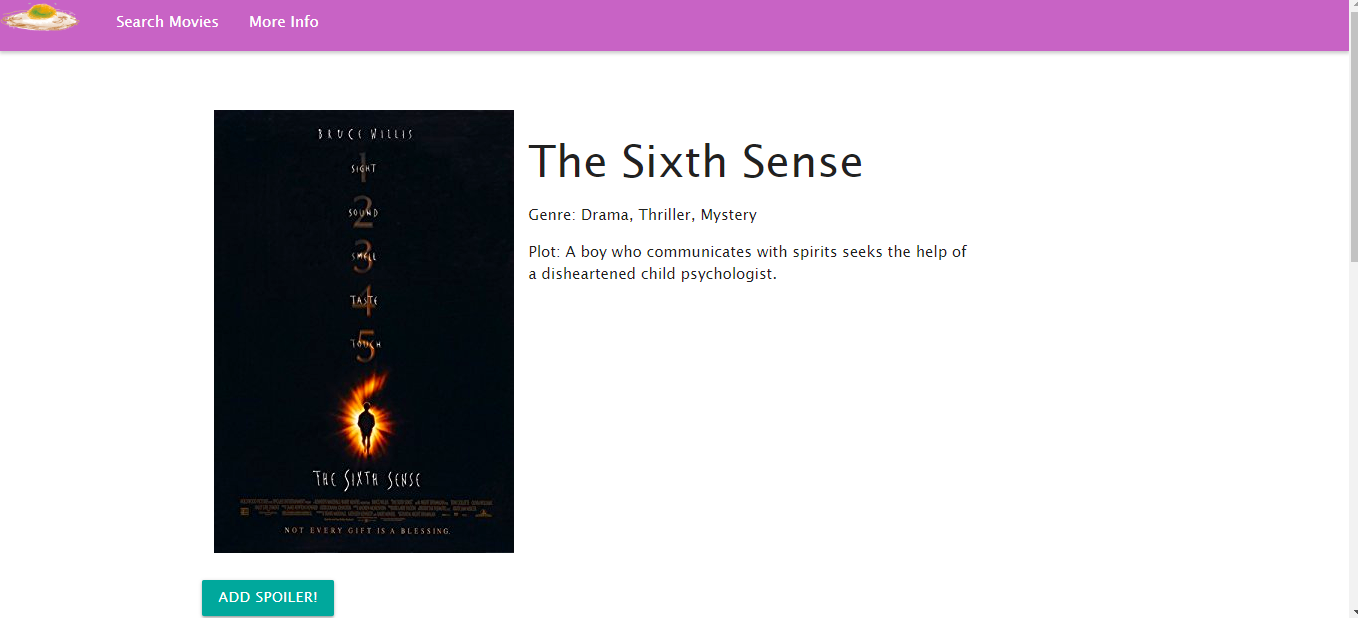 Search Movies
More Info
BRUCE WILLIS
1
SIGHT
2
SOUND
3
SMELL
4
TASTE
5
TOUCH
THE SIXTH SENSE
NOT EVERY GIFT IS A BLESSING.
The Sixth Sense
Genre: Drama, Thriller, Mystery
Plot: A boy who communicates with spirits seeks the help of
a disheartened child psychologist.
ADD SPOILER!